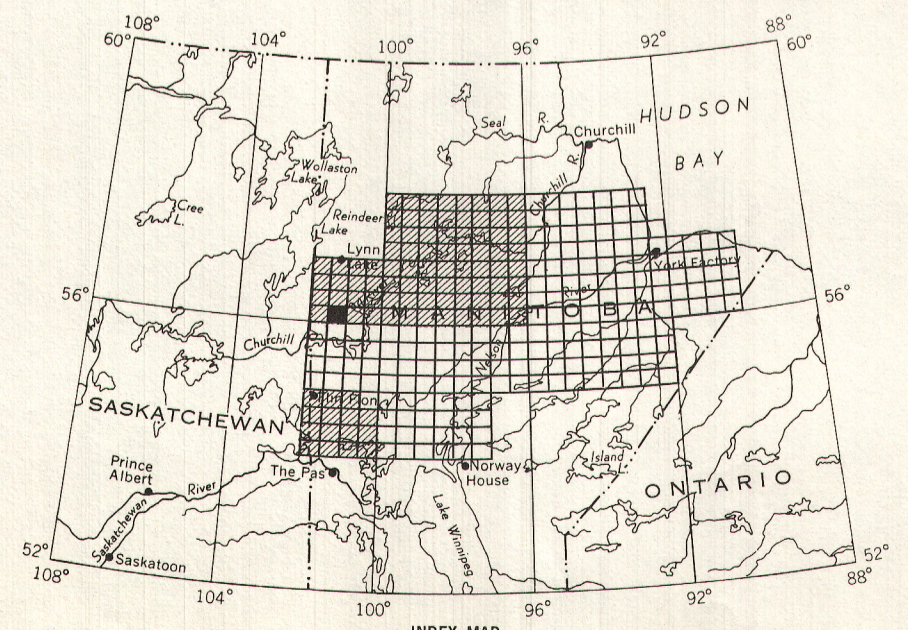 108°
104°
100°
96°
92°
88°
60°
60°
HUDSON
BAY
Seal R.
Churchill
Churchill R.
Wollaston
Lake
Cree
L.
Reindeer
Lake
Lynn
Lake
York Factory
56°
56°
River
MANITOBA
Churchill
Nelson
Flin Flon
SASKATCHEWAN
Prince
Albert
River
The Pas
Norway
House
Island
L.
ONTARIO
Saskatchewan
Lake Winnipeg
Saskatoon
52°
52°
108°
104°
100°
96°
92°
88°
INDEX MAP